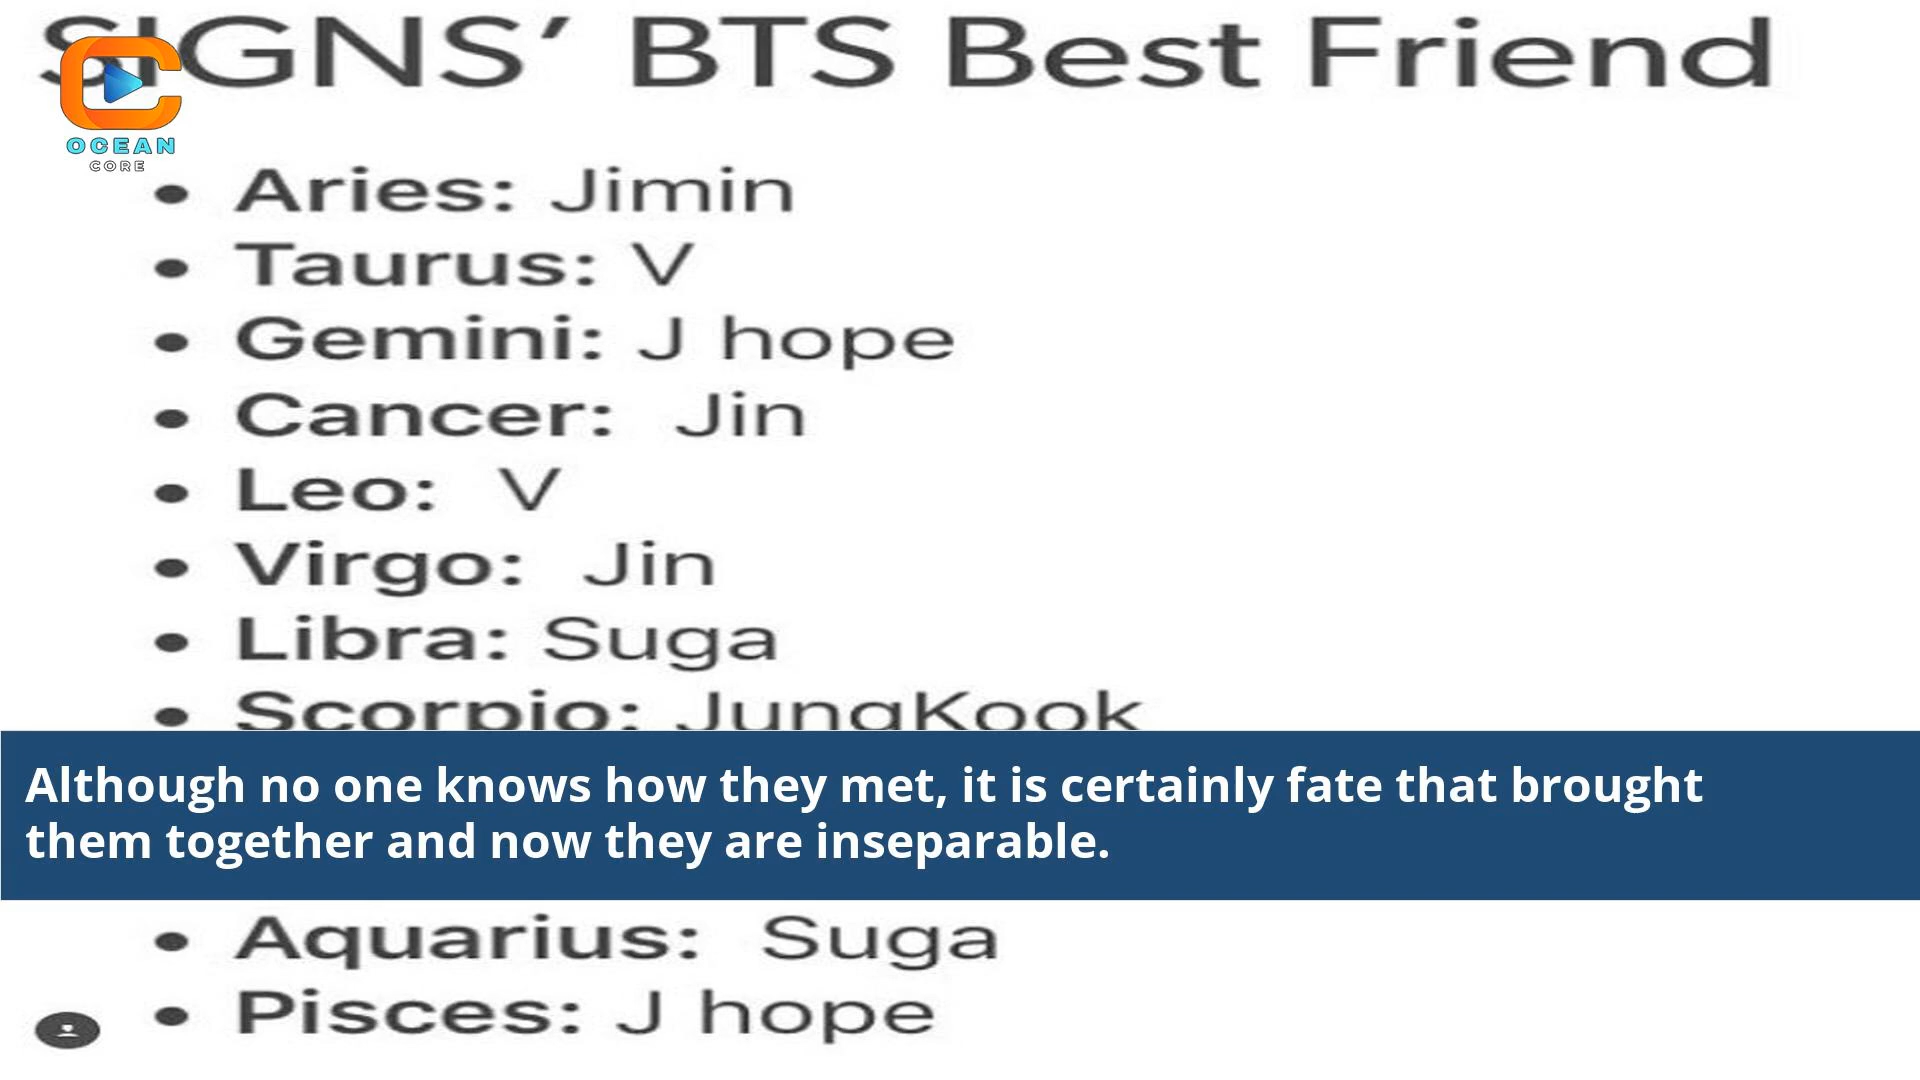 SIGNS’ BTS Best Friend
OCEAN
CORE
• Aries: Jimin
• Taurus: V
• Gemini: J hope
• Cancer: Jin
• Leo: V
• Virgo: Jin
• Libra: Suga
• Scorpio: JungKook
Although no one knows how they met, it is certainly fate that brought
them together and now they are inseparable.
• Aquarius: Suga
• Pisces: J hope